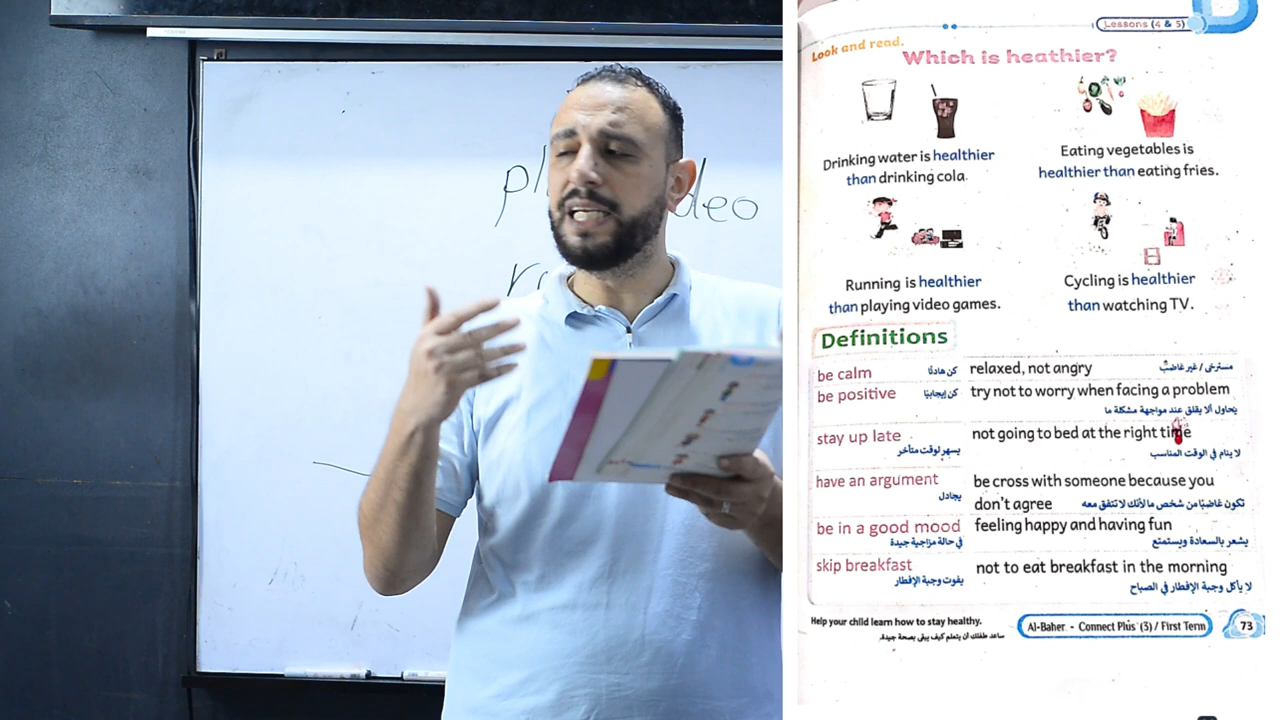 deo
Lessons (4 & 5)
Look and read.
Which is heathier?
Drinking water is healthier
than drinking cola.
Eating vegetables is
healthier than eating fries.
Running is healthier
than playing video games.
Cycling is healthier
than watching TV.
Definitions
be calm كن هادئا relaxed, not angry مسترخى / غير غاضب
be positive كن إيجابيا try not to worry when facing a problem
يحاول ألا يقلق عند مواجهة مشكلة ما
stay up late not going to bed at the right time
يسهر لوقت متأخر لا ينام في الوقت المناسب
have an argument be cross with someone because you
يجادل don't agree تكون غاضبا من شخص ما لأنك لا تتفق معه
be in a good mood feeling happy and having fun
في حالة مزاجية جيدة يشعر بالسعادة ويستمتع
skip breakfast not to eat breakfast in the morning
يفوت وجبة الإفطار لا يأكل وجبة الإفطار في الصباح
Help your child learn how to stay healthy. Al-Baher - Connect Plus (3) / First Term 73
ساعد طفلك أن يتعلم كيف يبقى بصحة جيدة.